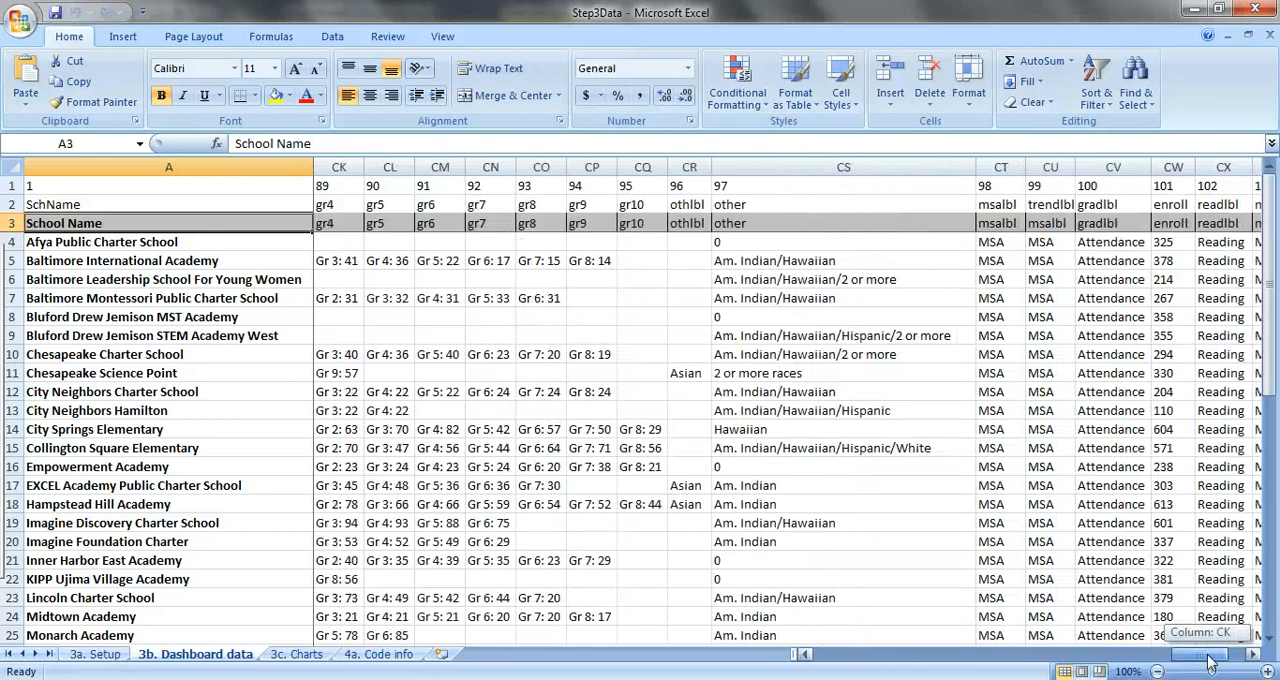 Step3Data - Microsoft Excel
Home Insert Page Layout Formulas Data Review View
Paste Cut Copy Format Painter Clipboard
Calibri 11 A A B I U A Font
Wrap Text Merge & Center Alignment
General $ % , Number
Conditional Formatting Format as Table Cell Styles Styles
Insert Delete Format Cells
Σ AutoSum Fill Clear Sort & Filter Find & Select Editing
A3 fx School Name
A CK CL CM CN CO CP CQ CR CS CT CU CV CW CX
1 1 89 90 91 92 93 94 95 96 97 98 99 100 101 102 1
2 SchName gr4 gr5 gr6 gr7 gr8 gr9 gr10 othlbl other msalbl trendlbl gradlbl enroll readlbl
3 School Name gr4 gr5 gr6 gr7 gr8 gr9 gr10 othlbl other msalbl msalbl gradlbl enroll readlbl
4 Afya Public Charter School 0 MSA MSA Attendance 325 Reading
5 Baltimore International Academy Gr 3: 41 Gr 4: 36 Gr 5: 22 Gr 6: 17 Gr 7: 15 Gr 8: 14 Am. Indian/Hawaiian MSA MSA Attendance 378 Reading
6 Baltimore Leadership School For Young Women Am. Indian/Hawaiian/2 or more MSA MSA Attendance 214 Reading
7 Baltimore Montessori Public Charter School Gr 2: 31 Gr 3: 32 Gr 4: 31 Gr 5: 33 Gr 6: 31 Am. Indian/Hawaiian MSA MSA Attendance 267 Reading
8 Bluford Drew Jemison MST Academy 0 MSA MSA Attendance 358 Reading
9 Bluford Drew Jemison STEM Academy West Am. Indian/Hawaiian/Hispanic/2 or more MSA MSA Attendance 355 Reading
10 Chesapeake Charter School Gr 3: 40 Gr 4: 36 Gr 5: 40 Gr 6: 23 Gr 7: 20 Gr 8: 19 Am. Indian/Hawaiian/2 or more MSA MSA Attendance 294 Reading
11 Chesapeake Science Point Gr 9: 57 Asian 2 or more races MSA MSA Attendance 330 Reading
12 City Neighbors Charter School Gr 3: 22 Gr 4: 22 Gr 5: 22 Gr 6: 24 Gr 7: 24 Gr 8: 24 Am. Indian/Hawaiian MSA MSA Attendance 204 Reading
13 City Neighbors Hamilton Gr 3: 22 Gr 4: 22 Am. Indian/Hawaiian/Hispanic MSA MSA Attendance 110 Reading
14 City Springs Elementary Gr 2: 63 Gr 3: 70 Gr 4: 82 Gr 5: 42 Gr 6: 57 Gr 7: 50 Gr 8: 29 Hawaiian MSA MSA Attendance 604 Reading
15 Collington Square Elementary Gr 2: 70 Gr 3: 47 Gr 4: 56 Gr 5: 44 Gr 6: 64 Gr 7: 71 Gr 8: 56 Am. Indian/Hawaiian/Hispanic/White MSA MSA Attendance 571 Reading
16 Empowerment Academy Gr 2: 23 Gr 3: 24 Gr 4: 23 Gr 5: 24 Gr 6: 20 Gr 7: 38 Gr 8: 21 0 MSA MSA Attendance 238 Reading
17 EXCEL Academy Public Charter School Gr 3: 45 Gr 4: 48 Gr 5: 36 Gr 6: 36 Gr 7: 30 Asian Am. Indian MSA MSA Attendance 303 Reading
18 Hampstead Hill Academy Gr 2: 78 Gr 3: 66 Gr 4: 66 Gr 5: 59 Gr 6: 54 Gr 7: 52 Gr 8: 44 Asian Am. Indian MSA MSA Attendance 613 Reading
19 Imagine Discovery Charter School Gr 3: 94 Gr 4: 93 Gr 5: 88 Gr 6: 75 Am. Indian/Hawaiian MSA MSA Attendance 601 Reading
20 Imagine Foundation Charter Gr 3: 53 Gr 4: 52 Gr 5: 49 Gr 6: 29 Am. Indian MSA MSA Attendance 337 Reading
21 Inner Harbor East Academy Gr 2: 40 Gr 3: 35 Gr 4: 39 Gr 5: 35 Gr 6: 23 Gr 7: 29 0 MSA MSA Attendance 322 Reading
22 KIPP Ujima Village Academy Gr 8: 56 0 MSA MSA Attendance 381 Reading
23 Lincoln Charter School Gr 3: 73 Gr 4: 49 Gr 5: 42 Gr 6: 44 Gr 7: 20 Am. Indian/Hawaiian MSA MSA Attendance 379 Reading
24 Midtown Academy Gr 3: 21 Gr 4: 21 Gr 5: 21 Gr 6: 20 Gr 7: 20 Gr 8: 17 Am. Indian MSA MSA Attendance 180 Reading
25 Monarch Academy Gr 5: 78 Gr 6: 85 Am. Indian MSA MSA Attendance
Column: CK
3a. Setup 3b. Dashboard data 3c. Charts 4a. Code info
Ready 100%